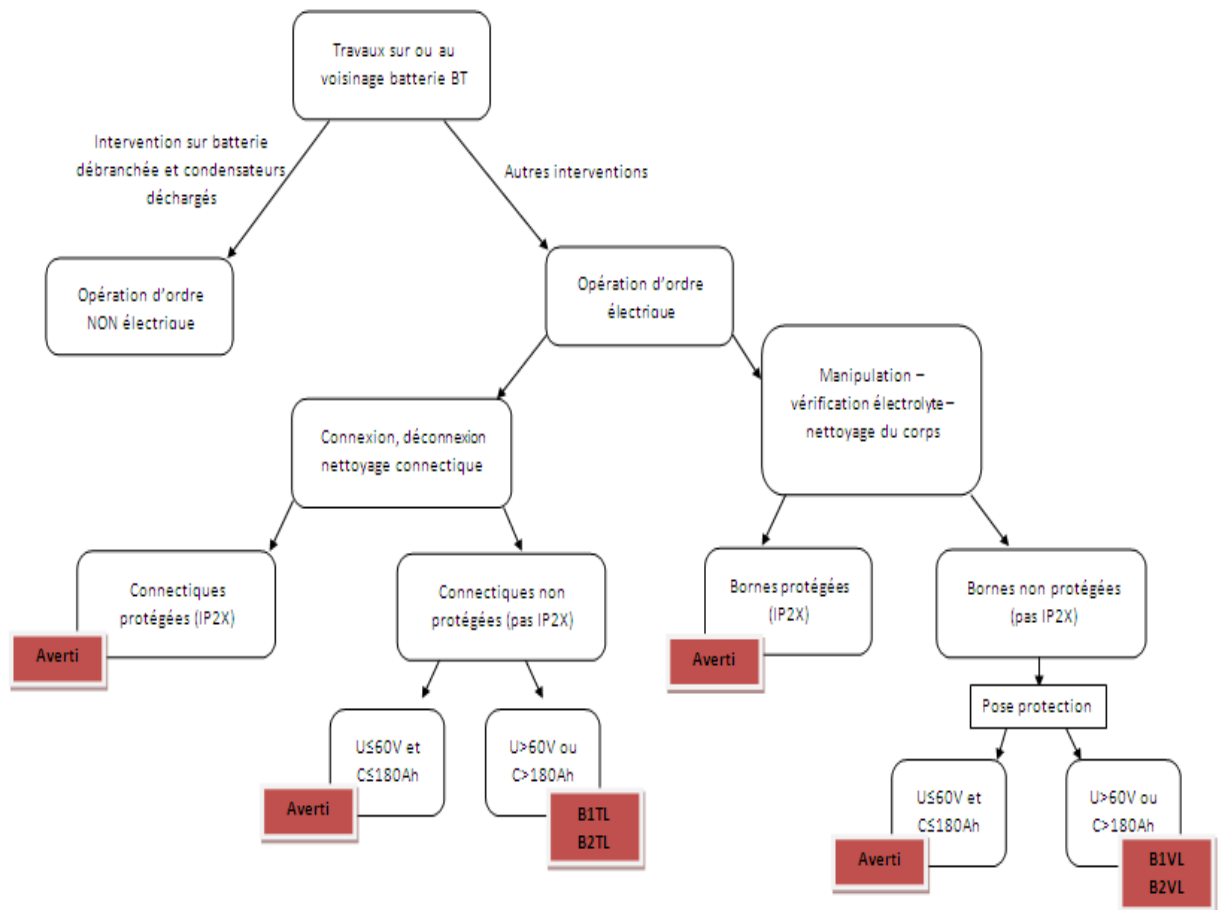 Travaux sur ou au
voisinage batterie BT
Intervention sur batterie
débranchée et condensateurs
déchargés
Autres interventions
Opération d'ordre
NON électrique
Opération d'ordre
électrique
Manipulation –
vérification électrolyte–
nettoyage du corps
Connexion, déconnexion
nettoyage connectique
Connectiques
protégées (IP2X)
Averti
Connectiques non
protégées (pas IP2X)
Bornes protégées
(IP2X)
Averti
Bornes non protégées
(pas IP2X)
Pose protection
U≤60V et
C≤180Ah
Averti
U>60V ou
C>180Ah
B1TL
B2TL
U≤60V et
C≤180Ah
Averti
U>60V ou
C>180Ah
B1VL
B2VL